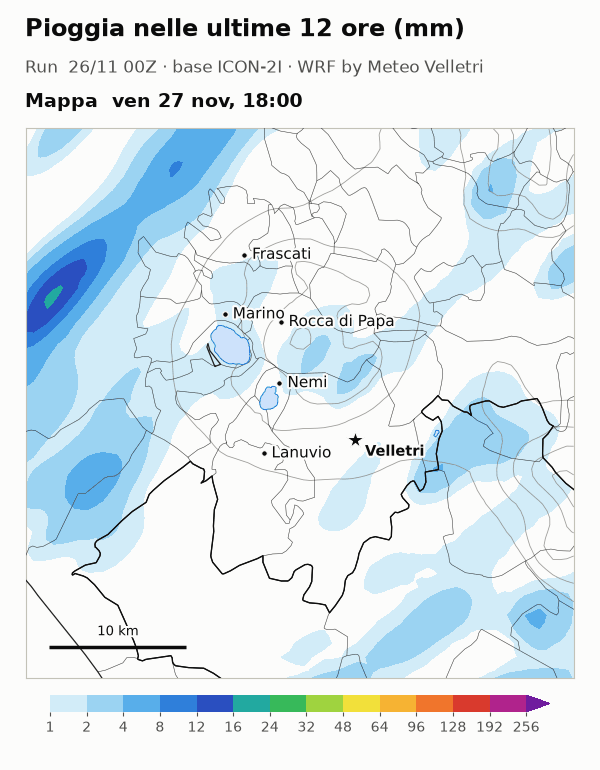 Pioggia nelle ultime 12 ore (mm)
Run  26/11 00Z · base ICON-2I · WRF by Meteo Velletri
Mappa  ven 27 nov, 18:00
Frascati
Marino
Rocca di Papa
Nemi
Velletri
Lanuvio
10 km
1 2 4 8 12 16 24 32 48 64 96 128 192 256